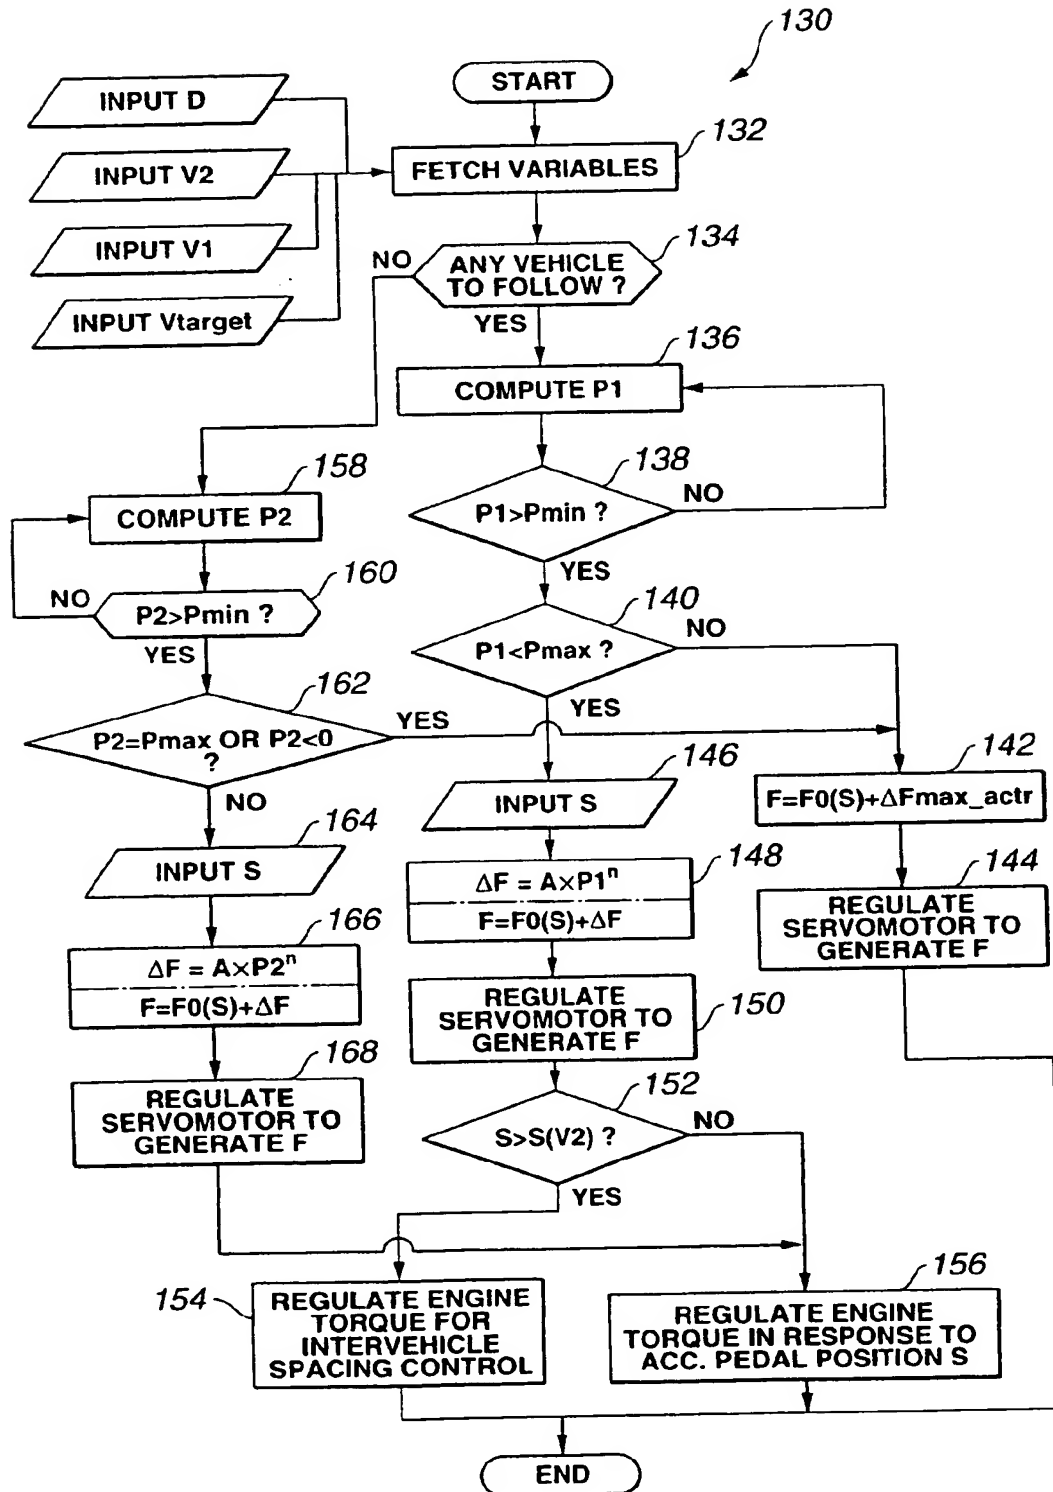 130
START
INPUT D
132
FETCH VARIABLES
INPUT V2
INPUT V1
INPUT Vtarget
134
NO
ANY VEHICLE
TO FOLLOW ?
YES
136
COMPUTE P1
138
P1>Pmin ?
NO
YES
158
COMPUTE P2
160
NO
P2>Pmin ?
YES
140
NO
P1<Pmax ?
YES
162
YES
P2=Pmax OR P2<0
?
NO
142
F=F0(S)+ΔFmax_actr
144
REGULATE
SERVOMOTOR TO
GENERATE F
146
INPUT S
148
ΔF = A×P1ⁿ
F=F0(S)+ΔF
150
REGULATE
SERVOMOTOR TO
GENERATE F
152
S>S(V2) ?
NO
YES
164
INPUT S
166
ΔF = A×P2ⁿ
F=F0(S)+ΔF
168
REGULATE
SERVOMOTOR TO
GENERATE F
154
REGULATE ENGINE
TORQUE FOR
INTERVEHICLE
SPACING CONTROL
156
REGULATE ENGINE
TORQUE IN RESPONSE TO
ACC. PEDAL POSITION S
END